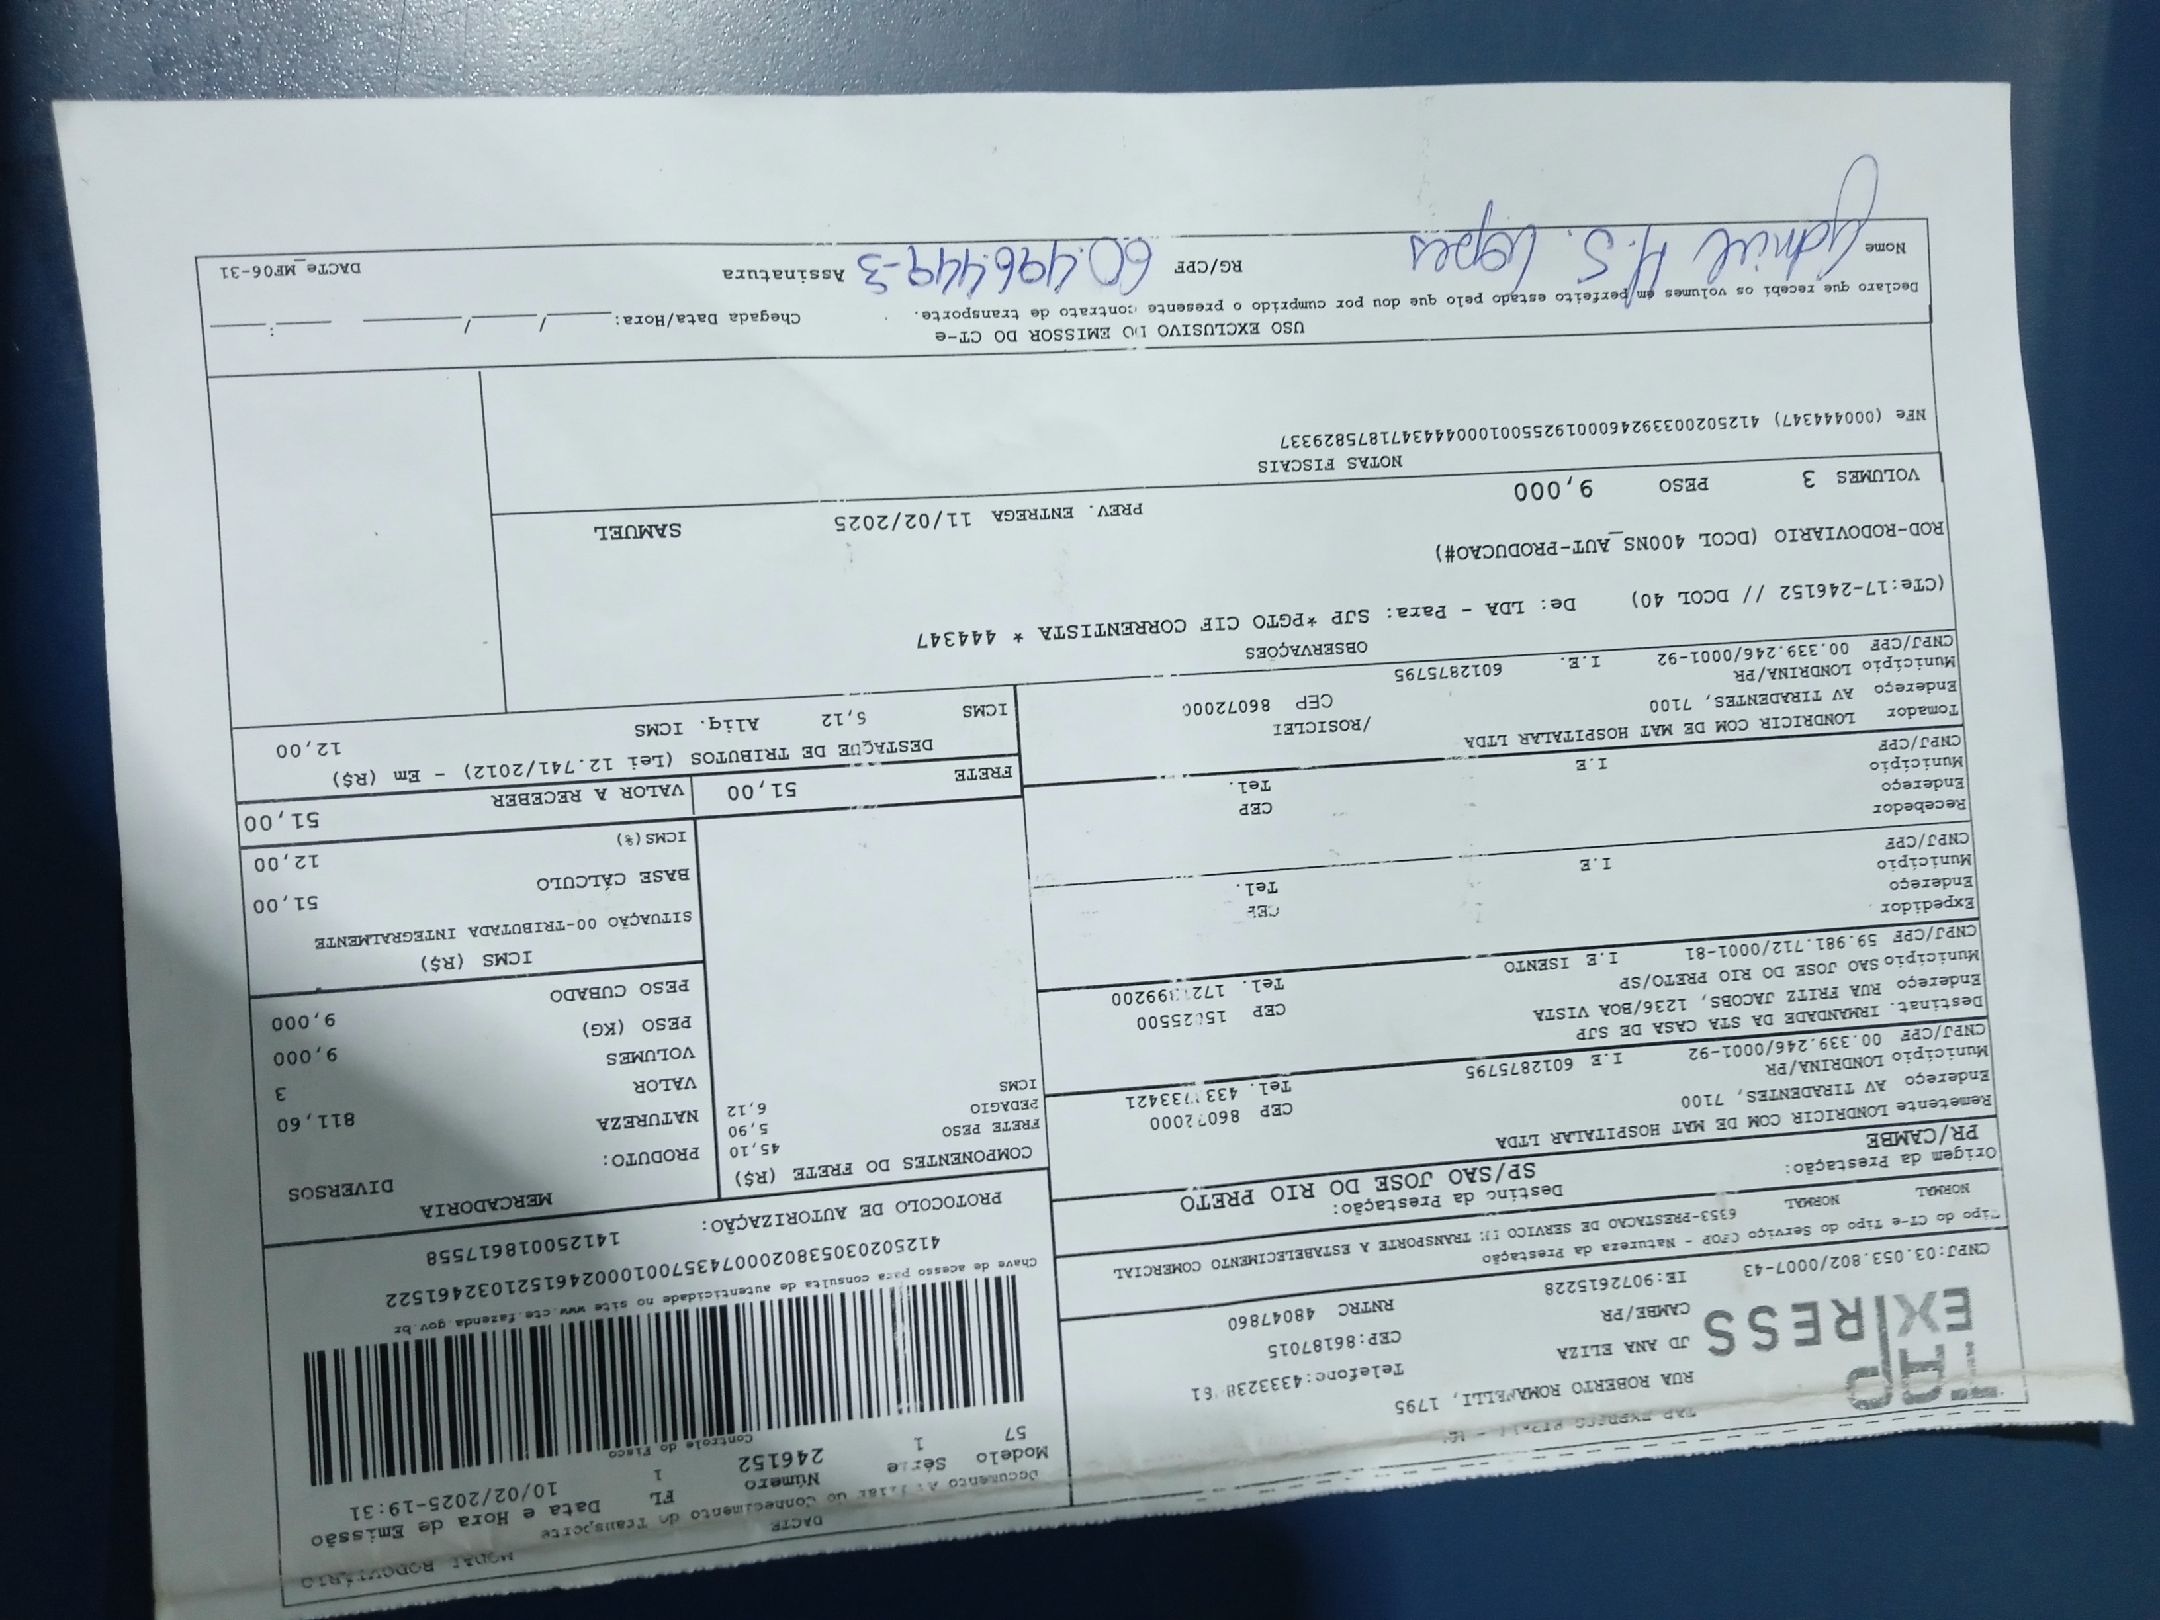 DACTE
MODAL RODOVIÁRIO
Documento Auxiliar do Conhecimento de Transporte
Modelo Série Número FL Data e Hora de Emissão
57 1 246152 1 10/02/2025-19:31
Controle do Fisco
RUA ROBERTO ROMANELLI, 1795
JD ANA ELIZA
CAMBE/PR CEP:86187015
IE:9072615228 RNTRC 48047860
EXPRESS
CNPJ:03.053.802/0007-43
Chave de acesso para consulta de autenticidade no site www.cte.fazenda.gov.br
41250203053802000743570010002461521032461522
PROTOCOLO DE AUTORIZAÇÃO: 141250018617558
Tipo do CT-e Tipo do Serviço CFOP - Natureza da Prestação
NORMAL NORMAL 6353-PRESTACAO DE SERVICO DE TRANSPORTE A ESTABELECIMENTO COMERCIAL
Origem da Prestação: Destino da Prestação:
PR/CAMBE SP/SAO JOSE DO RIO PRETO
Remetente LONDRICIR COM DE MAT HOSPITALAR LTDA
Endereço AV TIRADENTES, 7100 CEP 86072000
Município LONDRINA/PR Tel.
CNPJ/CPF 00.339.246/0001-92 I.E 6012875795
Destinat. IRMANDADE DA STA CASA DE SJP
Endereço RUA FRITZ JACOBS, 1236/BOA VISTA CEP 15025500
Município SAO JOSE DO RIO PRETO/SP Tel.
CNPJ/CPF 59.981.712/0001-81 I.E ISENTO
Expedidor
Endereço CEP
Município Tel.
CNPJ/CPF I.E
Recebedor
Endereço CEP
Município Tel.
CNPJ/CPF I.E
Tomador LONDRICIR COM DE MAT HOSPITALAR LTDA /ROSICLEI
Endereço AV TIRADENTES, 7100 CEP 86072000
Município LONDRINA/PR
CNPJ/CPF 00.339.246/0001-92 I.E. 6012875795
COMPONENTES DO FRETE (R$)
FRETE PESO 45,10
PEDAGIO 5,90
ICMS 6,12
MERCADORIA
PRODUTO: DIVERSOS
NATUREZA
VALOR 811,60
VOLUMES 3
PESO (KG) 9,000
PESO CUBADO 9,000
ICMS (R$)
SITUAÇÃO 00-TRIBUTADA INTEGRALMENTE
BASE CÁLCULO 51,00
ICMS(%) 12,00
FRETE 51,00 VALOR A RECEBER 51,00
DESTAQUE DE TRIBUTOS (Lei 12.741/2012) - Em (R$)
ICMS 5,12 Aliq. ICMS 12,00
OBSERVAÇÕES
(CTe:17-246152 // DCOL 40) De: LDA - Para: SJP *PGTO CIF CORRENTISTA * 444347
ROD-RODOVIARIO (DCOL 400NS_AUT-PRODUCAO#)
VOLUMES 3 PESO 9,000 PREV. ENTREGA 11/02/2025 SAMUEL
NOTAS FISCAIS
NFe (000444347) 41250200339246000192550010004443471875829337
USO EXCLUSIVO DO EMISSOR DO CT-e
Declaro que recebi os volumes em perfeito estado pelo que dou por cumprido o presente contrato de transporte. Chegada Data/Hora:____/____/____ ____:____
Nome Gabriel H.S. Lopes RG/CPF 60.496.449-3 Assinatura DACTe_MF06-31